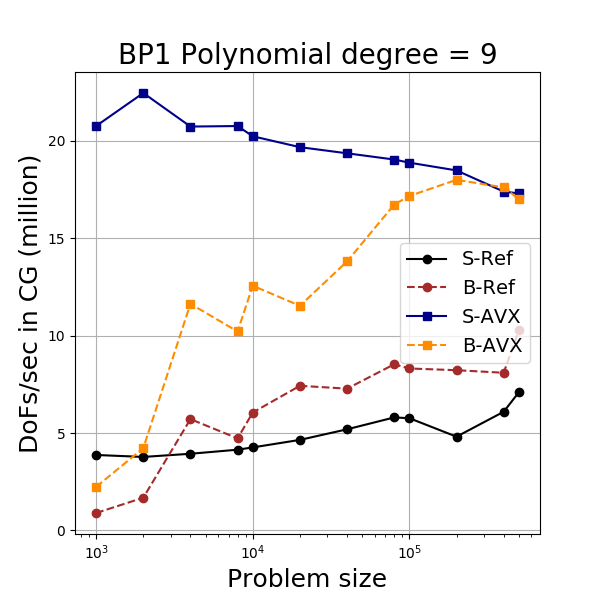 BP1 Polynomial degree = 9
DoFs/sec in CG (million)
20
15
10
5
0
S-Ref
B-Ref
S-AVX
B-AVX
10³
10⁴
10⁵
Problem size